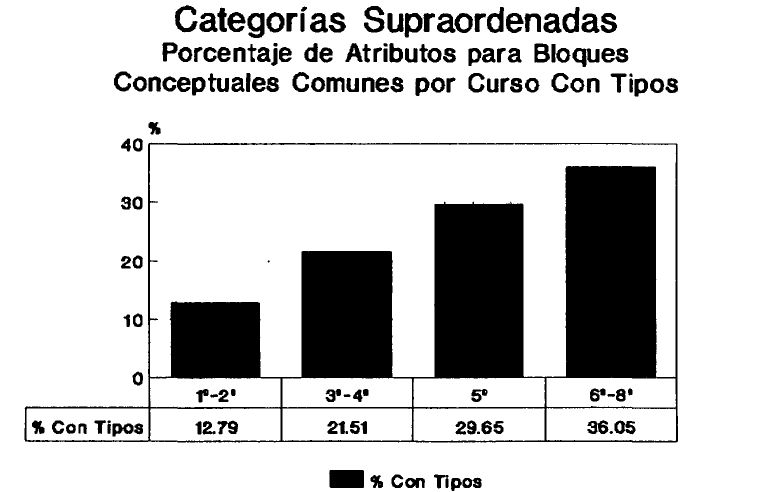 Categorías Supraordenadas
Porcentaje de Atributos para Bloques
Conceptuales Comunes por Curso Con Tipos
%
40
30
20
10
0
1º-2º 3º-4º 5º 6º-8º
% Con Tipos 12.79 21.51 29.65 36.05
% Con Tipos